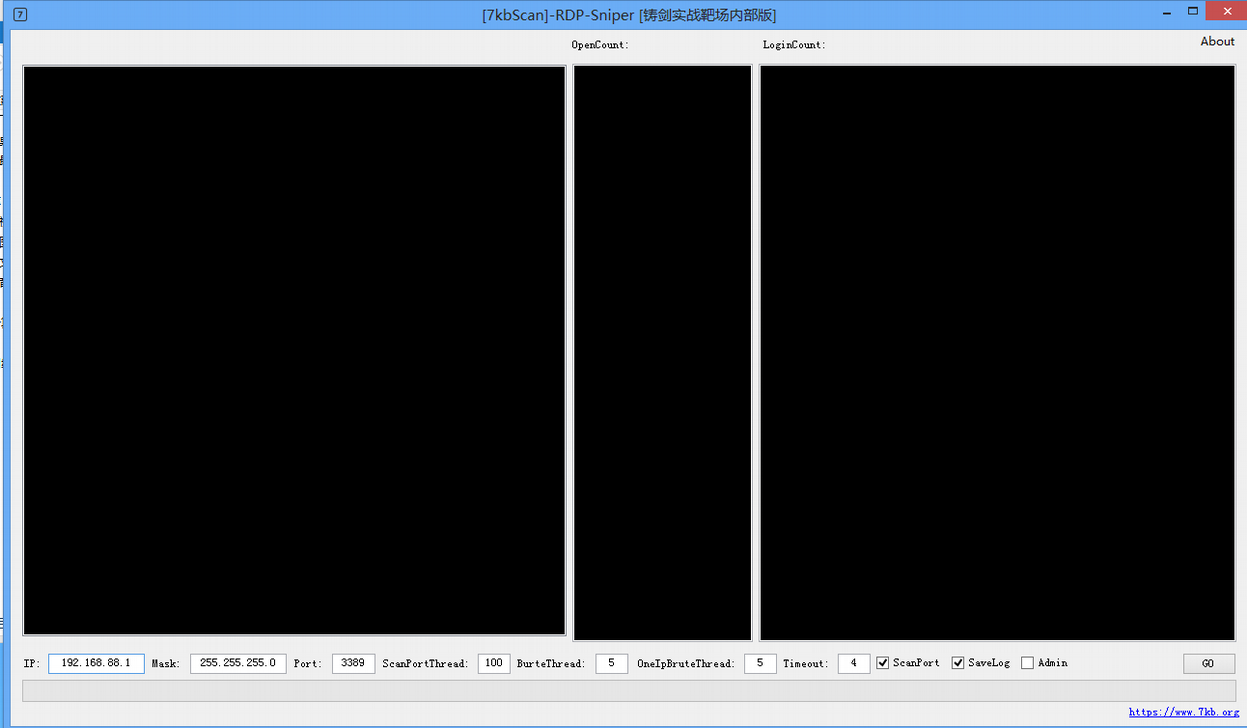 7 [7kbScan]-RDP-Sniper [铸剑实战靶场内部版]
About
OpenCount: LoginCount:
IP: 192.168.88.1 Mask: 255.255.255.0 Port: 3389 ScanPortThread: 100 BurteThread: 5 OneIpBruteThread: 5 Timeout: 4 ScanPort SaveLog Admin GO
https://www.7kb.org